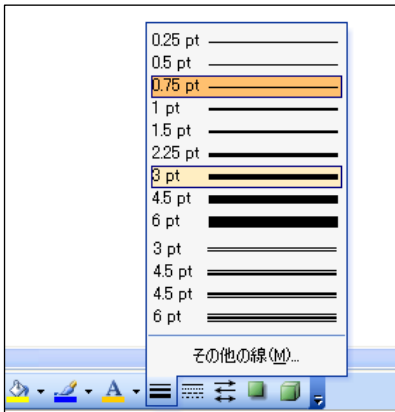 0.25 pt
0.5 pt
0.75 pt
1 pt
1.5 pt
2.25 pt
3 pt
4.5 pt
6 pt
3 pt
4.5 pt
4.5 pt
6 pt
その他の線(M)...
A